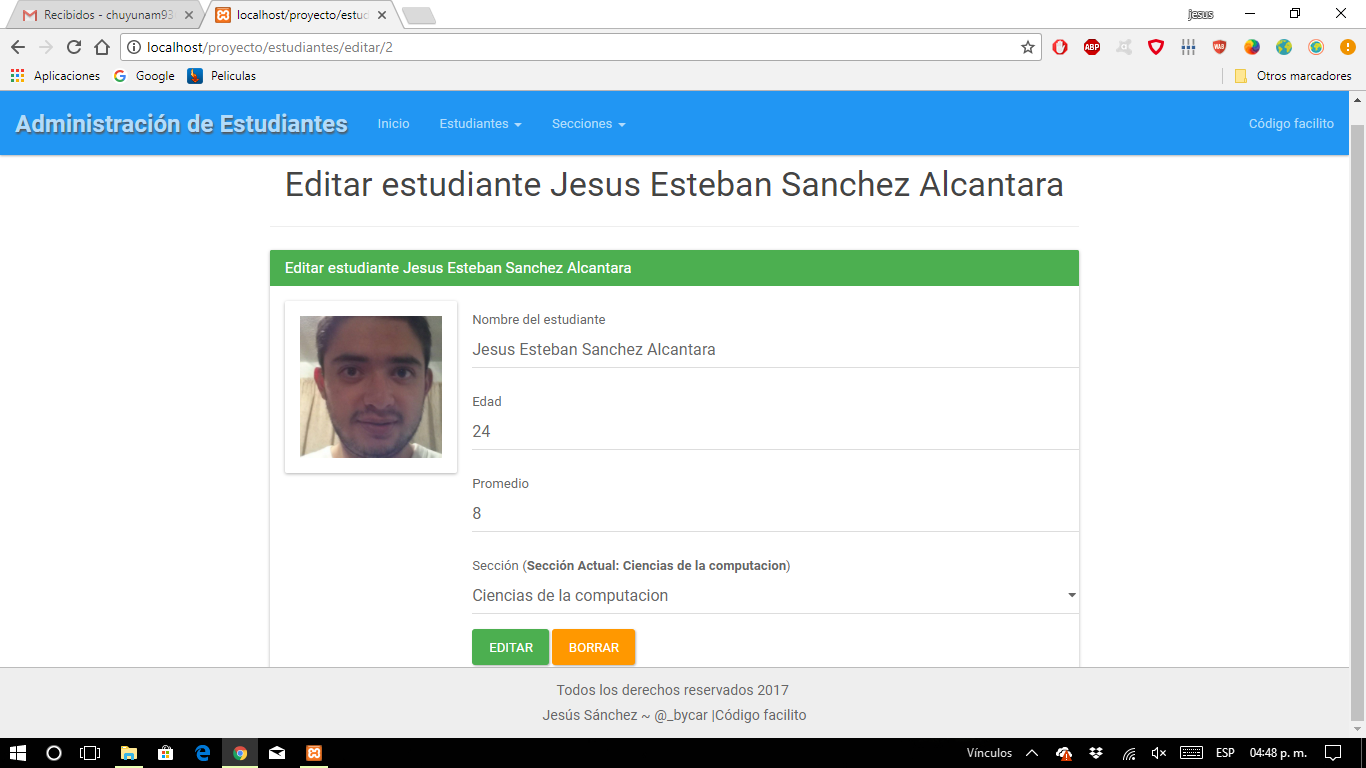 Recibidos - chuyunam93
localhost/proyecto/estud
jesus
localhost/proyecto/estudiantes/editar/2
ABP
Aplicaciones
Google
Peliculas
Otros marcadores
Administración de Estudiantes
Inicio
Estudiantes
Secciones
Código facilito
Editar estudiante Jesus Esteban Sanchez Alcantara
Editar estudiante Jesus Esteban Sanchez Alcantara
Nombre del estudiante
Jesus Esteban Sanchez Alcantara
Edad
24
Promedio
8
Sección (Sección Actual: Ciencias de la computacion)
Ciencias de la computacion
EDITAR BORRAR
Todos los derechos reservados 2017
Jesús Sánchez ~ @_bycar |Código facilito
Vínculos
ESP
04:48 p. m.